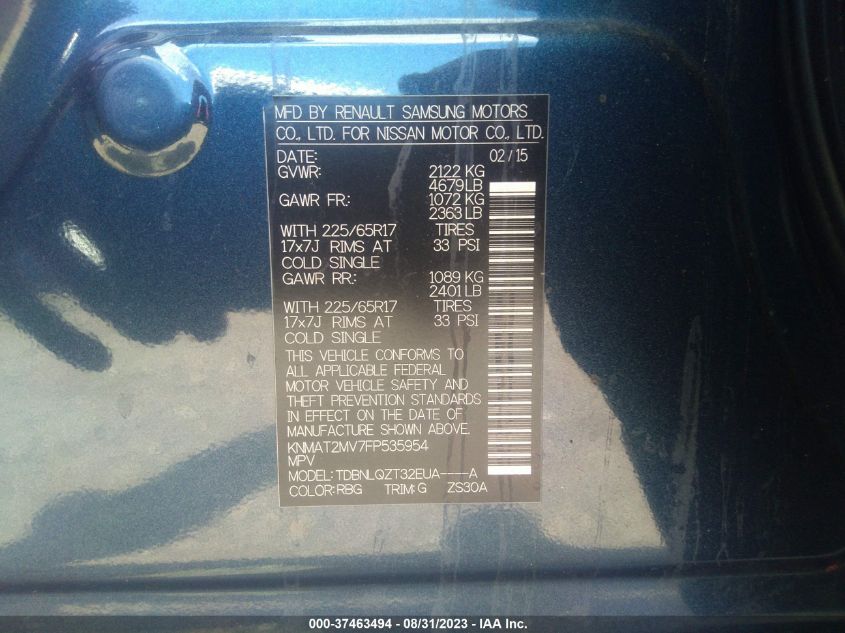 MFD BY RENAULT SAMSUNG MOTORS
CO., LTD. FOR NISSAN MOTOR CO., LTD.
DATE: 02/15
GVWR: 2122 KG
4679LB
GAWR FR.: 1072 KG
2363LB
WITH 225/65R17 TIRES
17x7J RIMS AT 33 PSI
COLD SINGLE
GAWR RR.: 1089 KG
2401LB
WITH 225/65R17 TIRES
17x7J RIMS AT 33 PSI
COLD SINGLE
THIS VEHICLE CONFORMS TO
ALL APPLICABLE FEDERAL
MOTOR VEHICLE SAFETY AND
THEFT PREVENTION STANDARDS
IN EFFECT ON THE DATE OF
MANUFACTURE SHOWN ABOVE.
KNMAT2MV7FP535954
MPV
MODEL: TDBNLQZT32EUA----A
COLOR: RBG TRIM: G ZS30A
000-37463494 - 08/31/2023 - IAA Inc.